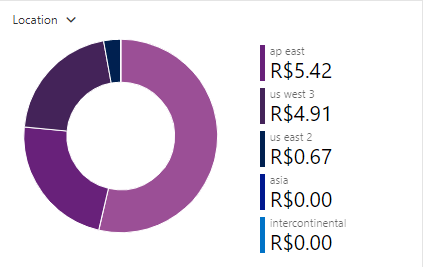 Location
ap east
R$5.42
us west 3
R$4.91
us east 2
R$0.67
asia
R$0.00
intercontinental
R$0.00